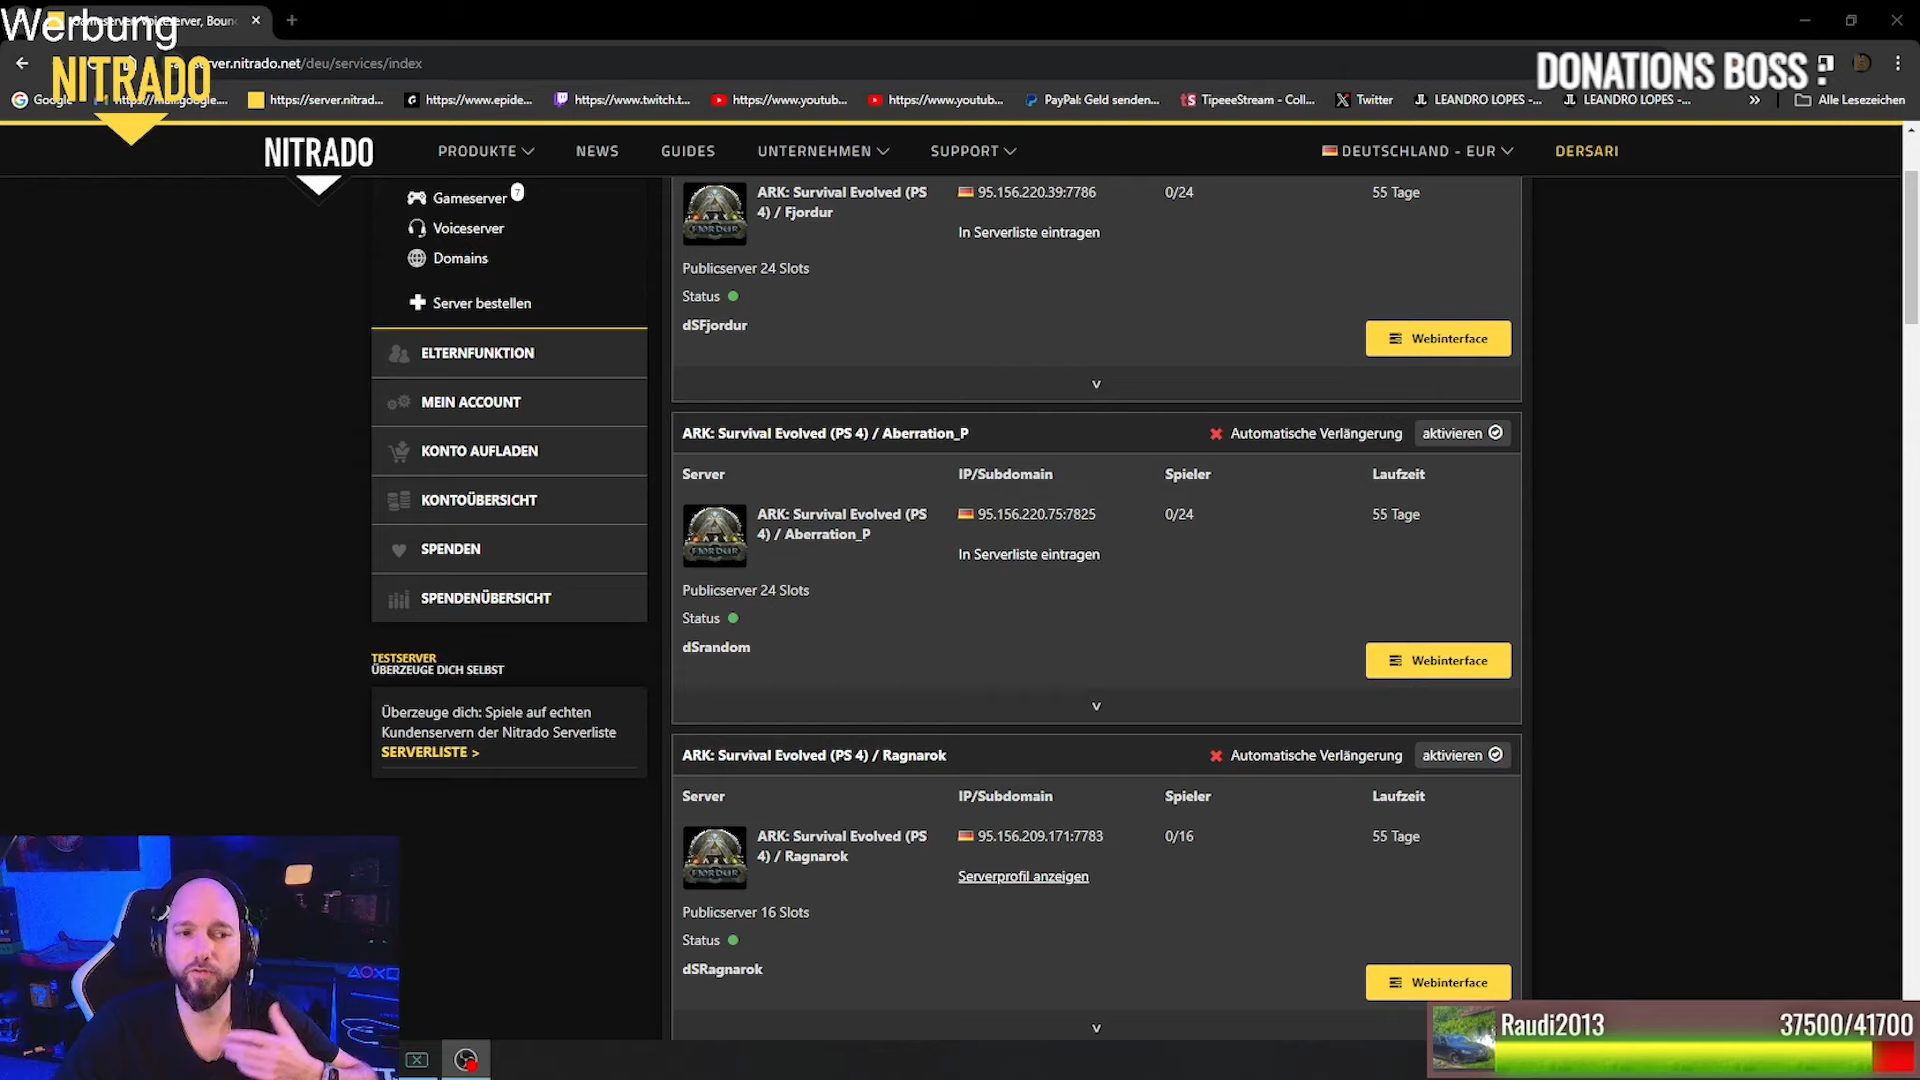 Werbung
NITRADO
DONATIONS BOSS :
server.nitrado.net/deu/services/index
Google
https://server.nitrad...
https://www.epide...
https://www.twitch.t...
https://www.youtub...
https://www.youtub...
PayPal: Geld senden...
TipeeeStream - Coll...
Twitter
LEANDRO LOPES -...
LEANDRO LOPES -...
»
Alle Lesezeichen
NITRADO
PRODUKTE
NEWS
GUIDES
UNTERNEHMEN
SUPPORT
DEUTSCHLAND - EUR
DERSARI
Gameserver 7
Voiceserver
Domains
Server bestellen
ELTERNFUNKTION
MEIN ACCOUNT
KONTO AUFLADEN
KONTOÜBERSICHT
SPENDEN
SPENDENÜBERSICHT
TESTSERVER
ÜBERZEUGE DICH SELBST
Überzeuge dich: Spiele auf echten
Kundenservern der Nitrado Serverliste
SERVERLISTE >
ARK: Survival Evolved (PS
4) / Fjordur
95.156.220.39:7786
0/24
55 Tage
In Serverliste eintragen
Publicserver 24 Slots
Status
dSFjordur
Webinterface
v
ARK: Survival Evolved (PS 4) / Aberration_P
Automatische Verlängerung
aktivieren
Server
IP/Subdomain
Spieler
Laufzeit
ARK: Survival Evolved (PS
4) / Aberration_P
95.156.220.75:7825
0/24
55 Tage
In Serverliste eintragen
Publicserver 24 Slots
Status
dSrandom
Webinterface
v
ARK: Survival Evolved (PS 4) / Ragnarok
Automatische Verlängerung
aktivieren
Server
IP/Subdomain
Spieler
Laufzeit
ARK: Survival Evolved (PS
4) / Ragnarok
95.156.209.171:7783
0/16
55 Tage
Serverprofil anzeigen
Publicserver 16 Slots
Status
dSRagnarok
Webinterface
v
Raudi2013
37500/41700